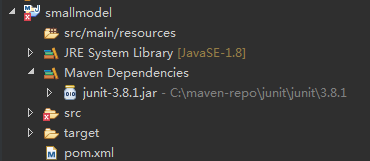 smallmodel
src/main/resources
JRE System Library [JavaSE-1.8]
Maven Dependencies
junit-3.8.1.jar - C:\maven-repo\junit\junit\3.8.1
src
target
pom.xml